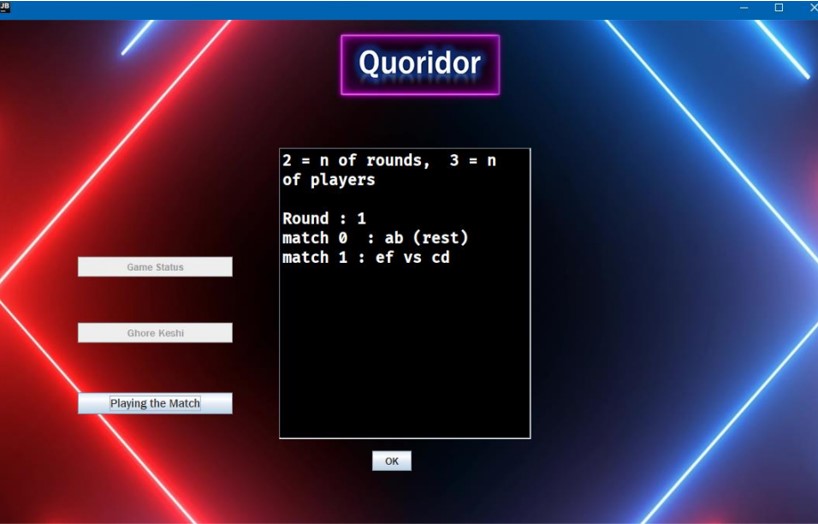 JB
Quoridor
2 = n of rounds,  3 = n
of players
Round : 1
match 0  : ab (rest)
match 1 : ef vs cd
Game Status
Ghore Keshi
Playing the Match
OK